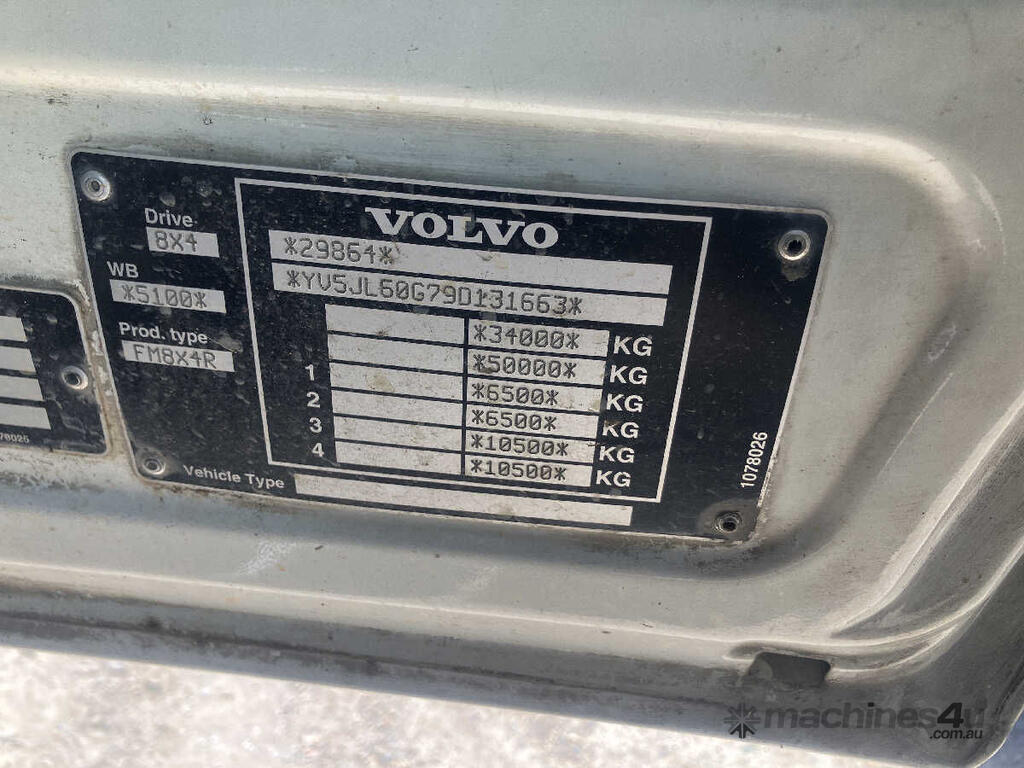 VOLVO
Drive
8X4
*29864*
WB
*5100*
*YV5JL60G79D131663*
Prod. type
FM8X4R
*34000* KG
*50000* KG
1 *6500* KG
2 *6500* KG
3 *10500* KG
4 *10500* KG
Vehicle Type
1078026
78025
machines4u
.com.au